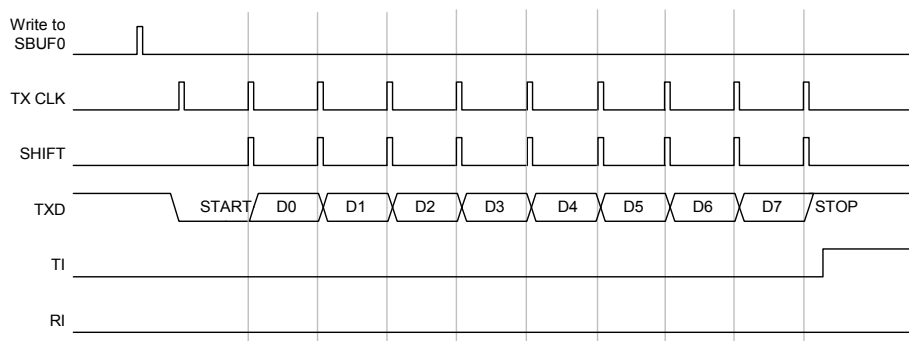 Write to
SBUF0
TX CLK
SHIFT
TXD START D0 D1 D2 D3 D4 D5 D6 D7 STOP
TI
RI